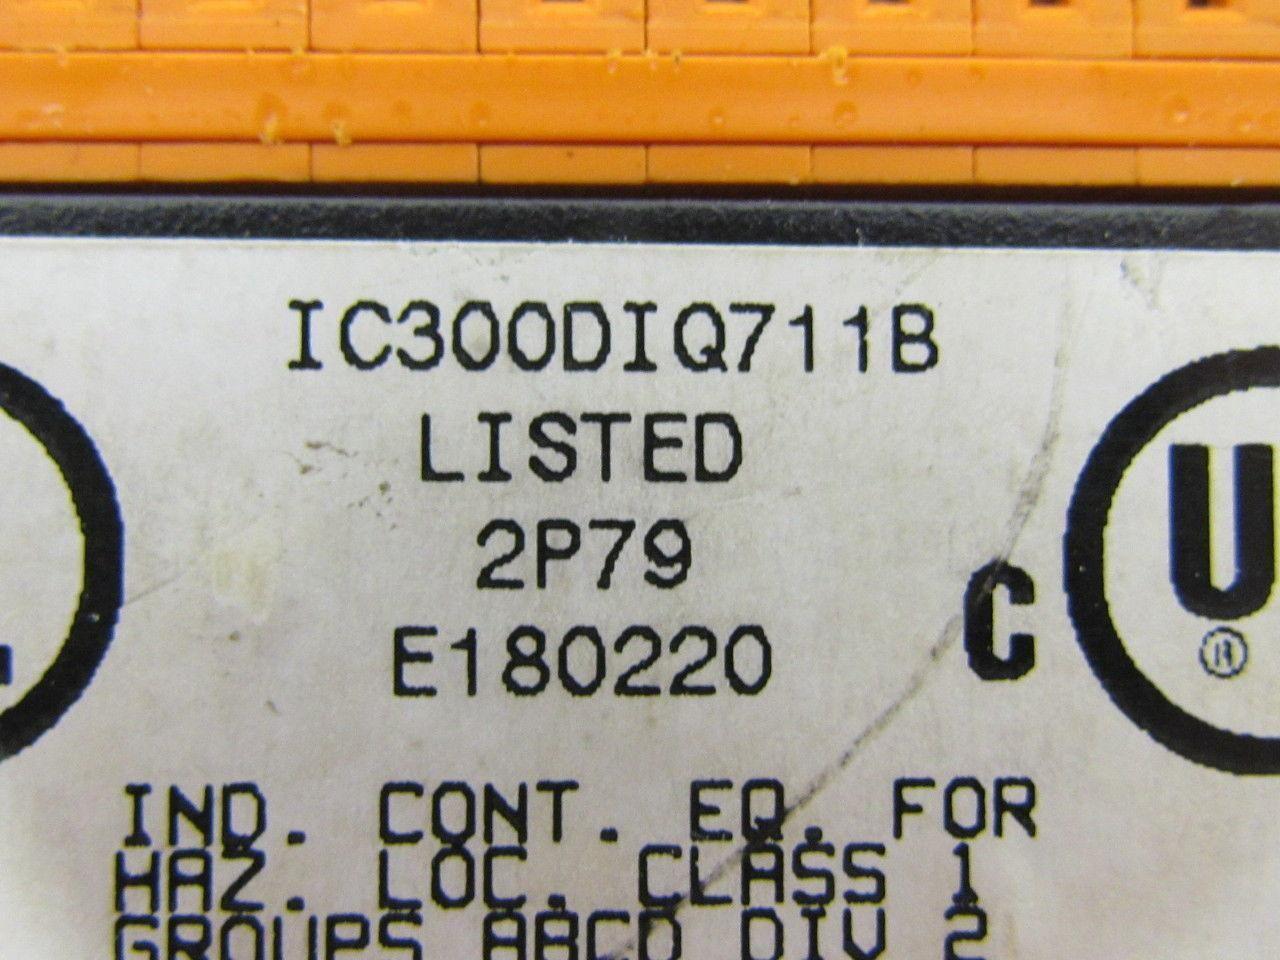 IC300DIQ711B
LISTED
2P79
E180220
C U
®
IND. CONT. EQ. FOR
HAZ. LOC. CLASS 1
GROUPS ABCD DIV 2